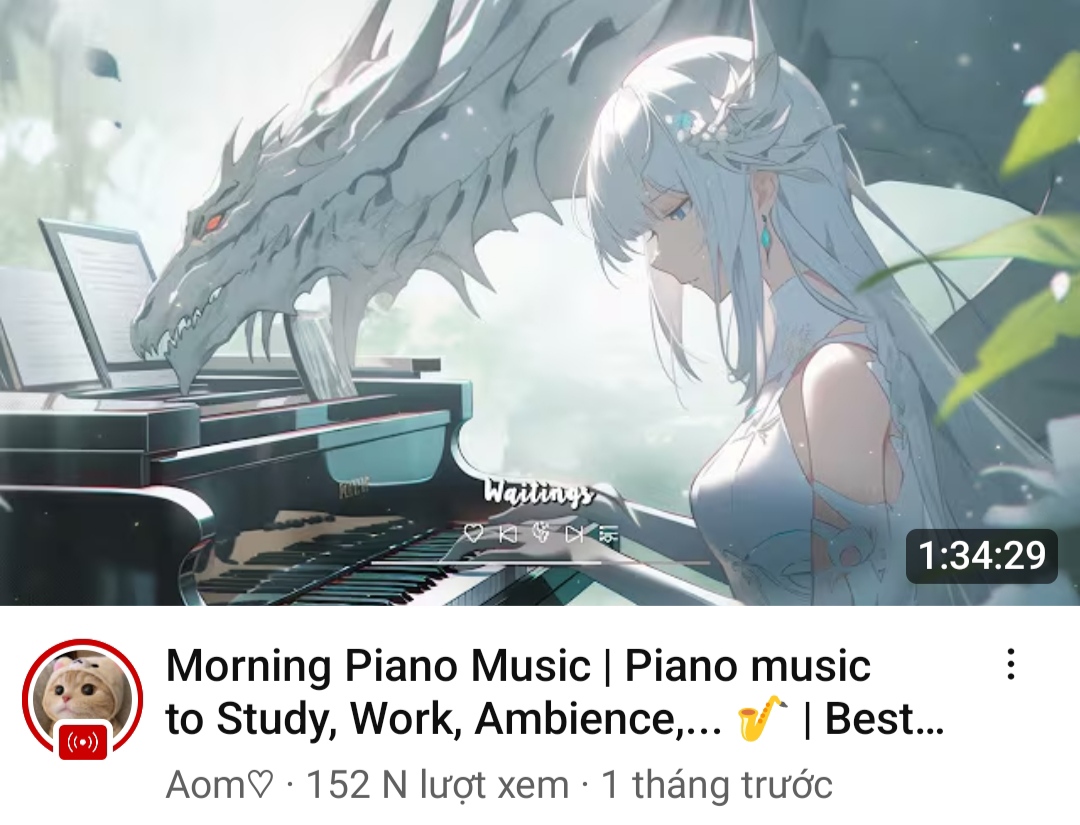 Waitings
1:34:29
Morning Piano Music | Piano music
to Study, Work, Ambience,... 🎷 | Best...
Aom♡ · 152 N lượt xem · 1 tháng trước